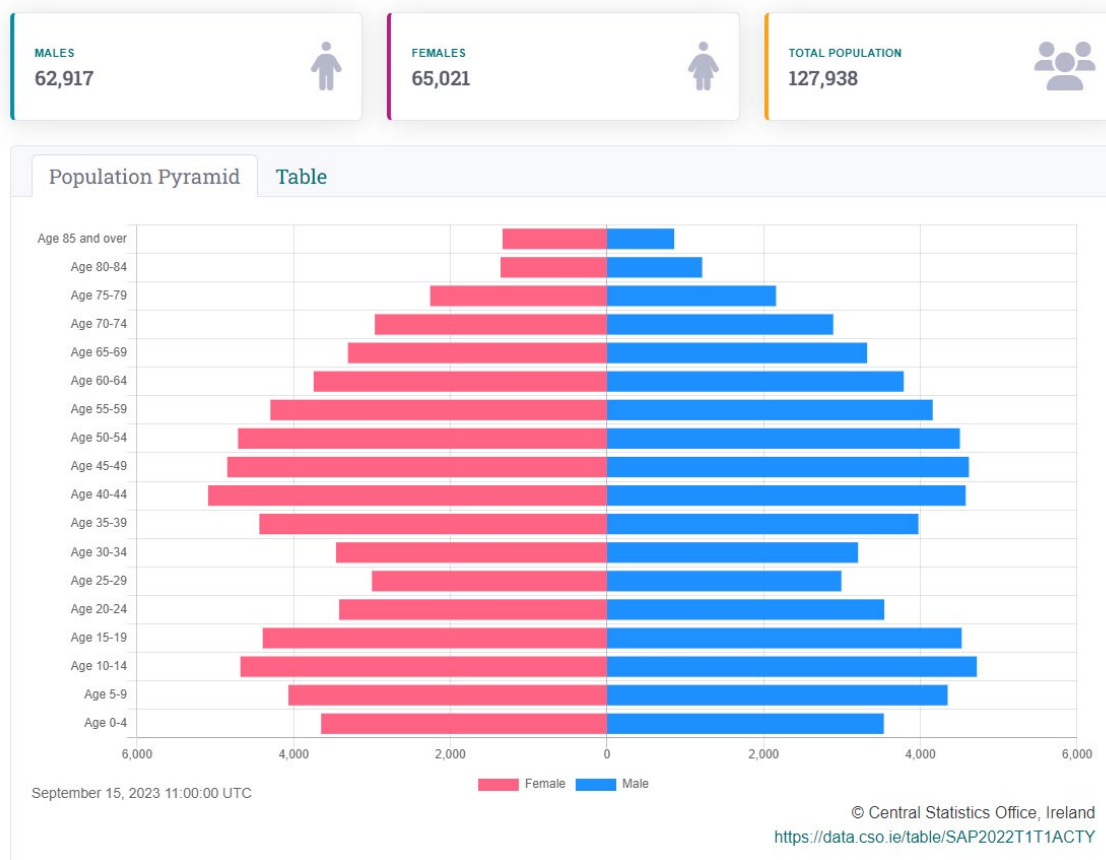 MALES
62,917
FEMALES
65,021
TOTAL POPULATION
127,938
Population Pyramid
Table
Age 85 and over
Age 80-84
Age 75-79
Age 70-74
Age 65-69
Age 60-64
Age 55-59
Age 50-54
Age 45-49
Age 40-44
Age 35-39
Age 30-34
Age 25-29
Age 20-24
Age 15-19
Age 10-14
Age 5-9
Age 0-4
6,000 4,000 2,000 0 2,000 4,000 6,000
Female Male
September 15, 2023 11:00:00 UTC
© Central Statistics Office, Ireland
https://data.cso.ie/table/SAP2022T1T1ACTY